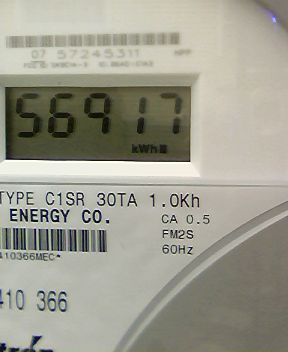 07 57245311
56917
kWh
TYPE C1SR 30TA 1.0Kh
ENERGY CO.
CA 0.5
FM2S
60Hz
410366MEC*
410 366